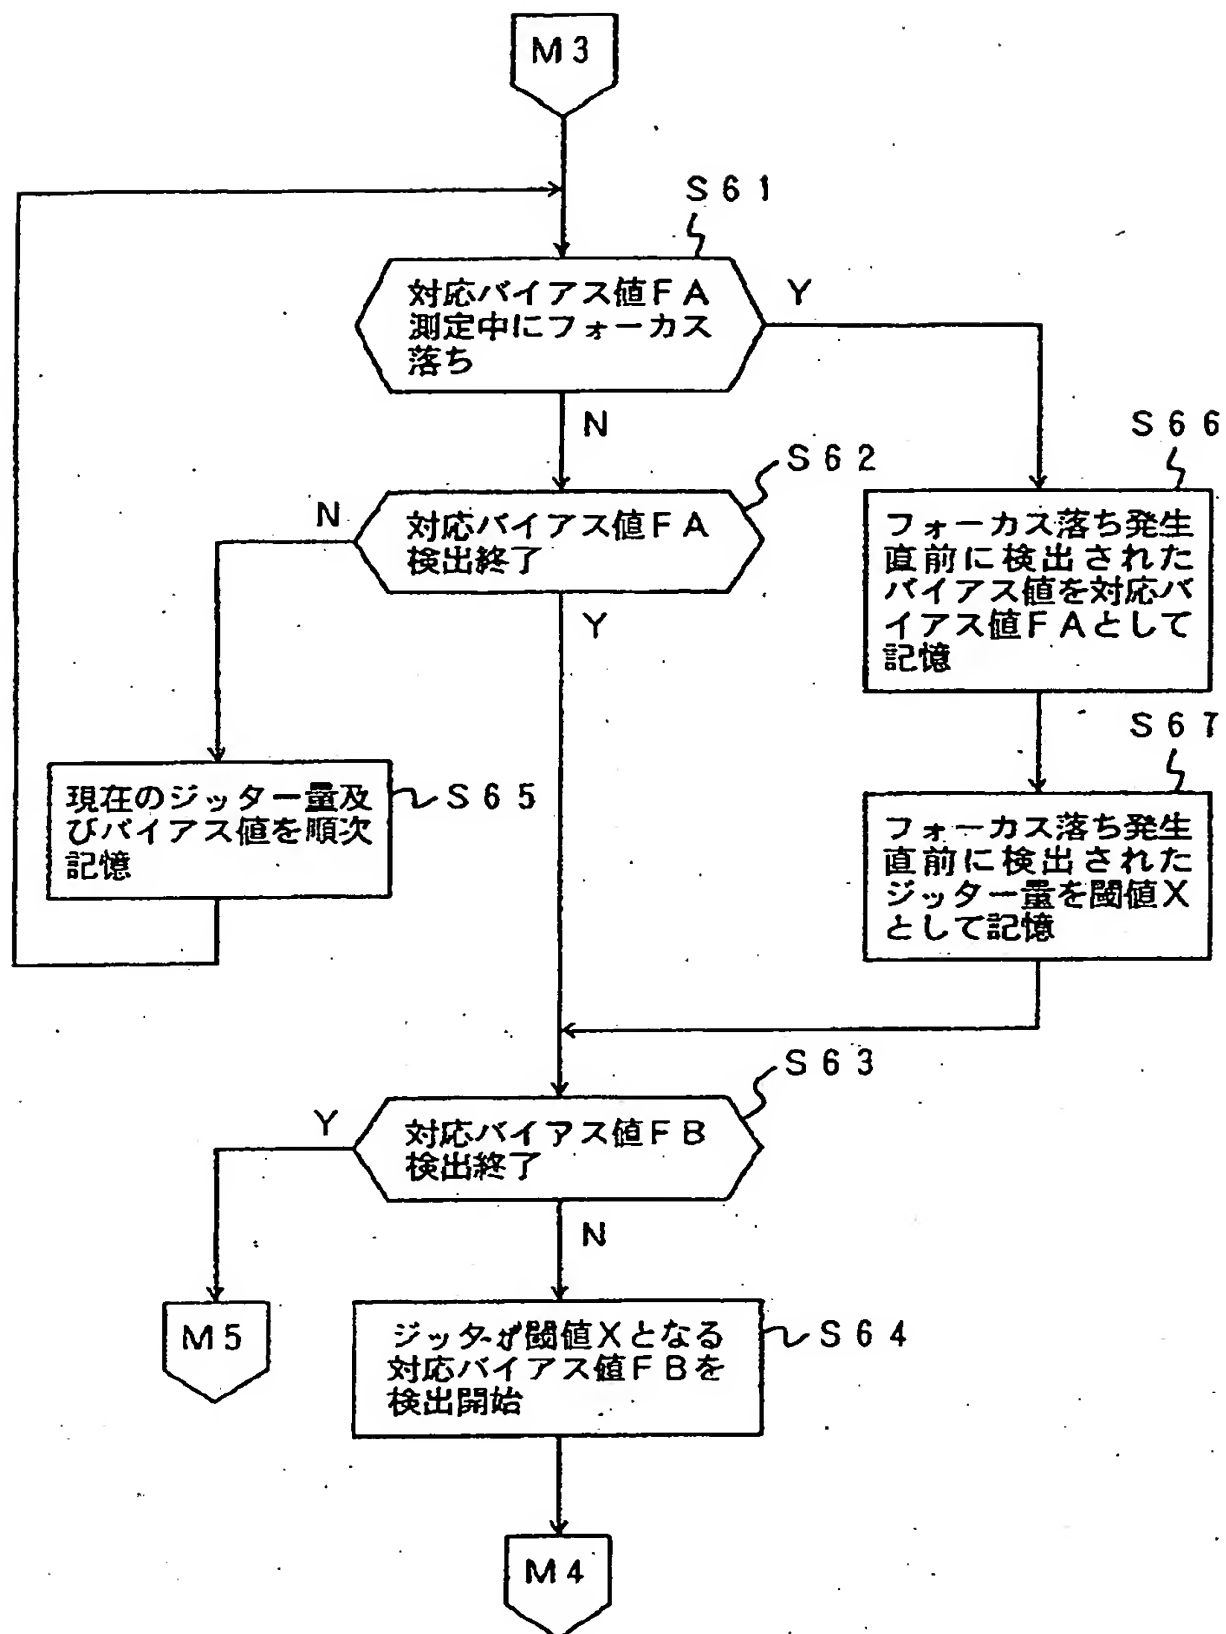 M3
S61
対応バイアス値FA
測定中にフォーカス
落ち
Y
N
S66
フォーカス落ち発生
直前に検出された
バイアス値を対応バ
イアス値FAとして
記憶
S62
N
対応バイアス値FA
検出終了
Y
S67
フォーカス落ち発生
直前に検出された
ジッター量を閾値X
として記憶
現在のジッター量及
びバイアス値を順次
記憶
S65
S63
Y
対応バイアス値FB
検出終了
N
M5
ジッタが閾値Xとなる
対応バイアス値FBを
検出開始
S64
M4